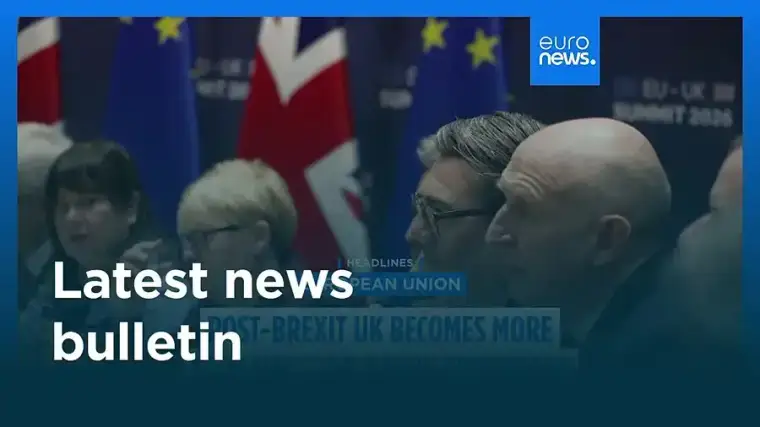 euro
news.
EU-UK
SUMMIT 2026
Latest news
bulletin
HEADLINES
PEAN UNION
POST-BREXIT UK BECOMES MORE